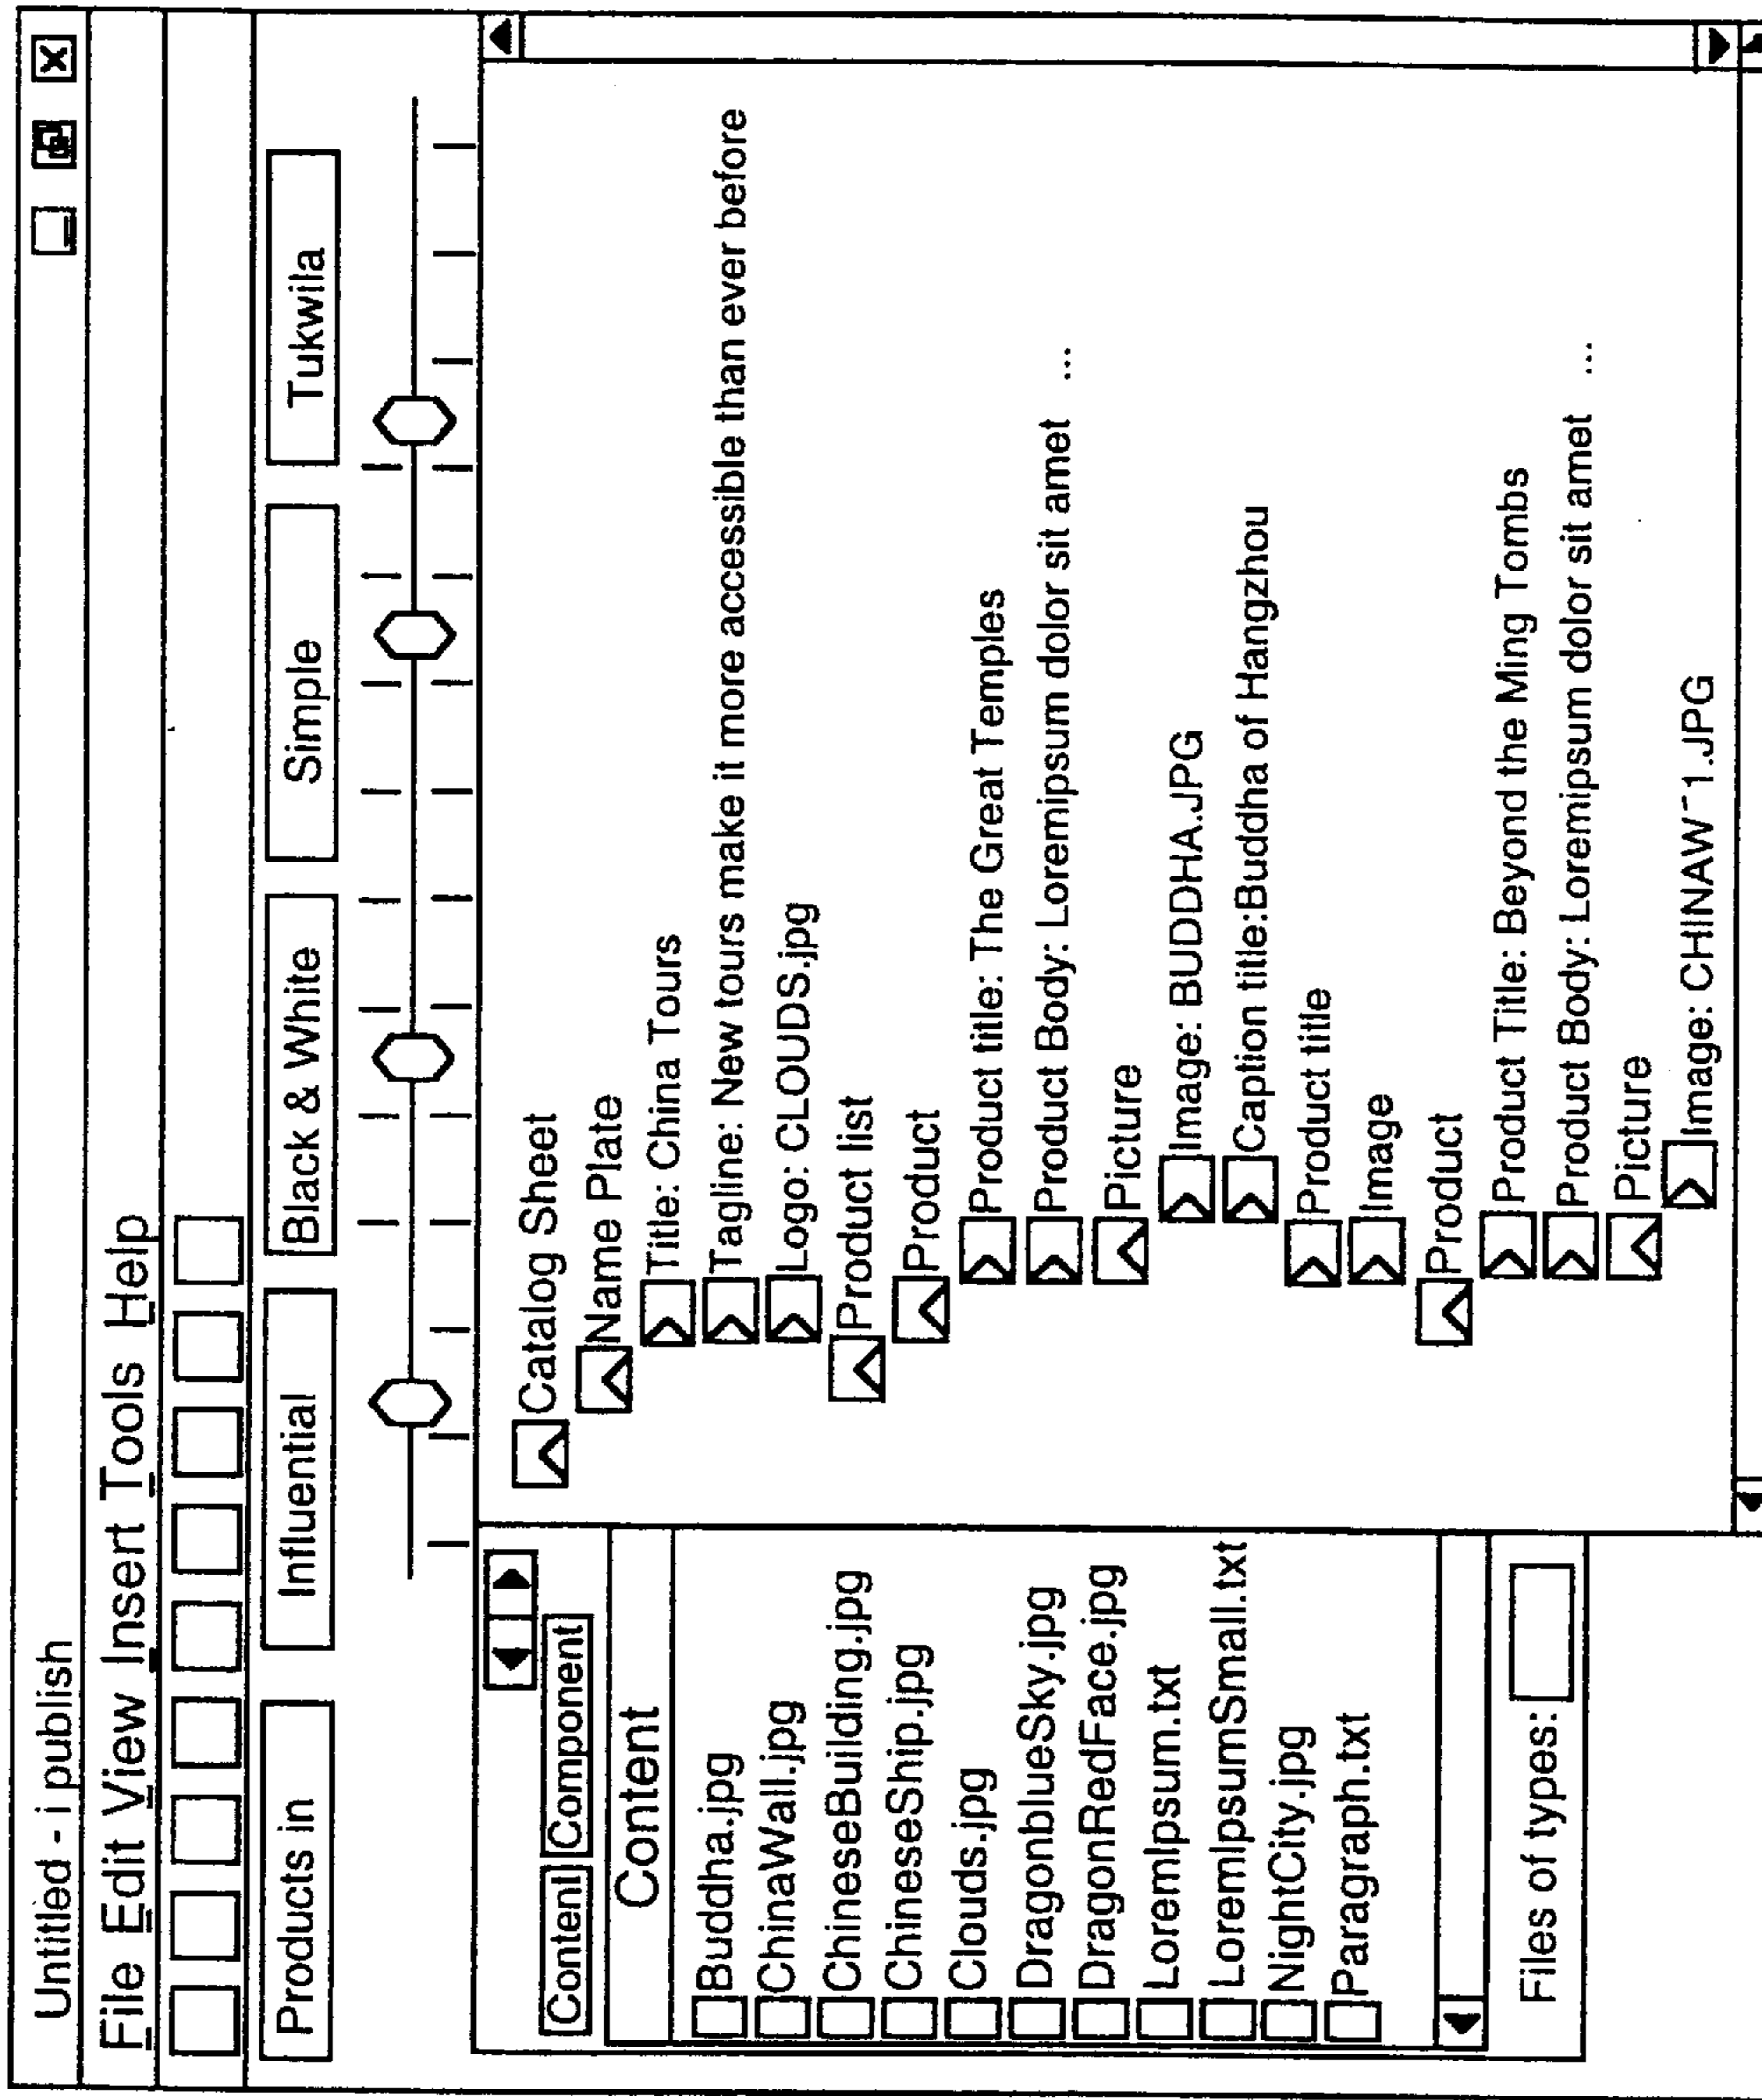 Untitled - i publish
File Edit View Insert Tools Help
Products in
Influential
Black & White
Simple
Tukwila
Content
Component
Content
Buddha.jpg
ChinaWall.jpg
ChineseBuilding.jpg
ChineseShip.jpg
Clouds.jpg
DragonblueSky.jpg
DragonRedFace.jpg
LoremIpsum.txt
LoremIpsumSmall.txt
NightCity.jpg
Paragraph.txt
Files of types:
Catalog Sheet
Name Plate
Title: China Tours
Tagline: New tours make it more accessible than ever before
Logo: CLOUDS.jpg
Product list
Product
Product title: The Great Temples
Product Body: Loremipsum dolor sit amet ...
Picture
Image: BUDDHA.JPG
Caption title:Buddha of Hangzhou
Product title
Image
Product
Product Title: Beyond the Ming Tombs
Product Body: Loremipsum dolor sit amet ...
Picture
Image: CHINAW~1.JPG